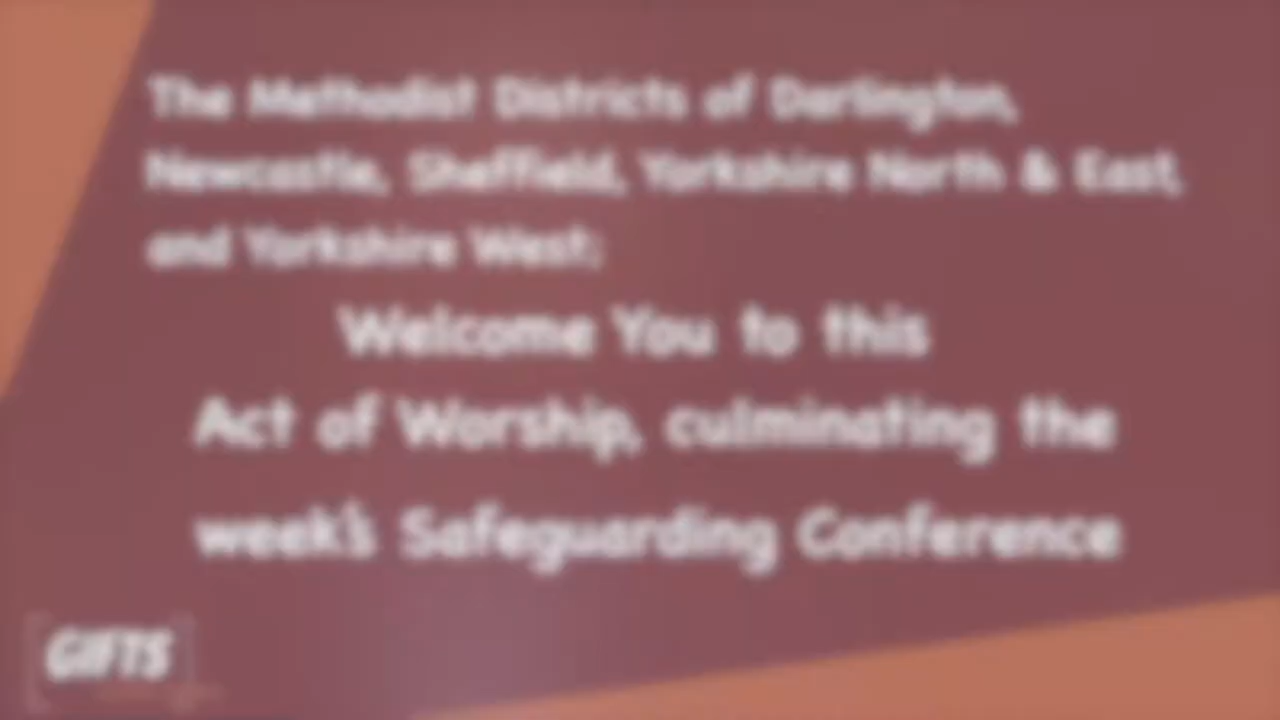 The Methodist Districts of Darlington,
Newcastle, Sheffield, Yorkshire North & East,
and Yorkshire West;
Welcome You to this
Act of Worship, culminating the
week's Safeguarding Conference
GIFTS